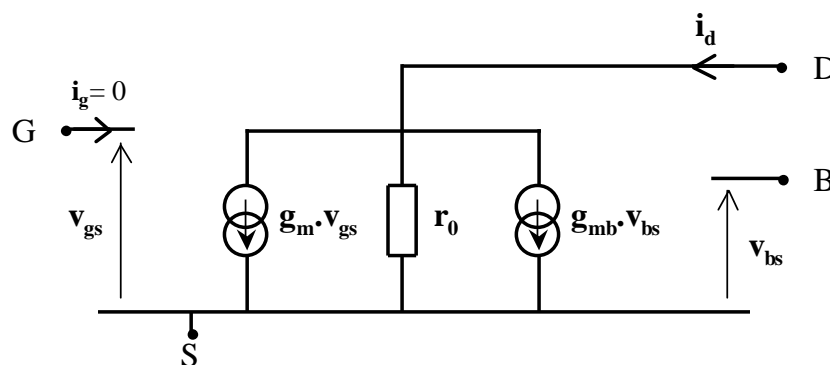 i_d
D
i_g = 0
G
B
v_gs
g_m.v_gs
r_0
g_mb.v_bs
v_bs
S